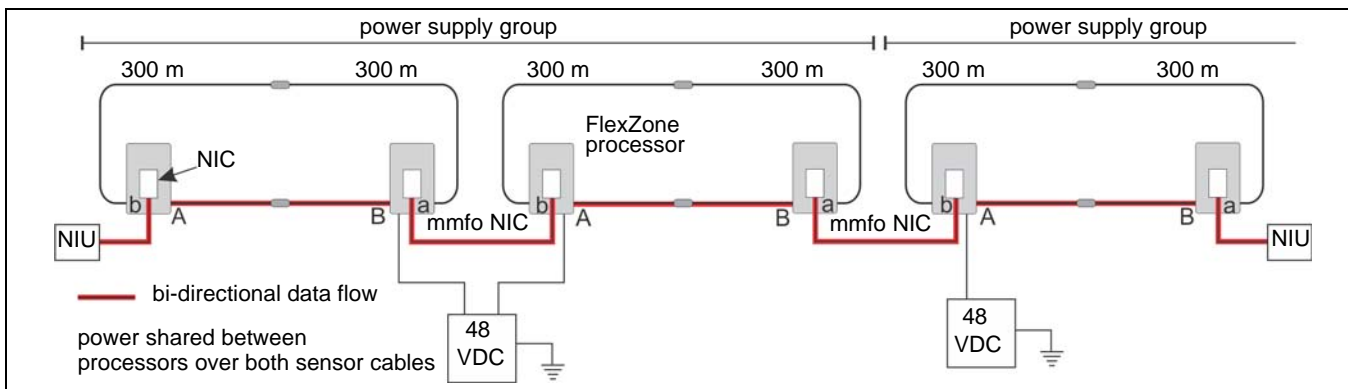 power supply group
power supply group
300 m
300 m
300 m
300 m
300 m
300 m
FlexZone
processor
NIC
b
A
B
a
b
A
B
a
b
A
B
a
mmfo NIC
mmfo NIC
NIU
NIU
bi-directional data flow
power shared between
processors over both sensor cables
48
VDC
48
VDC